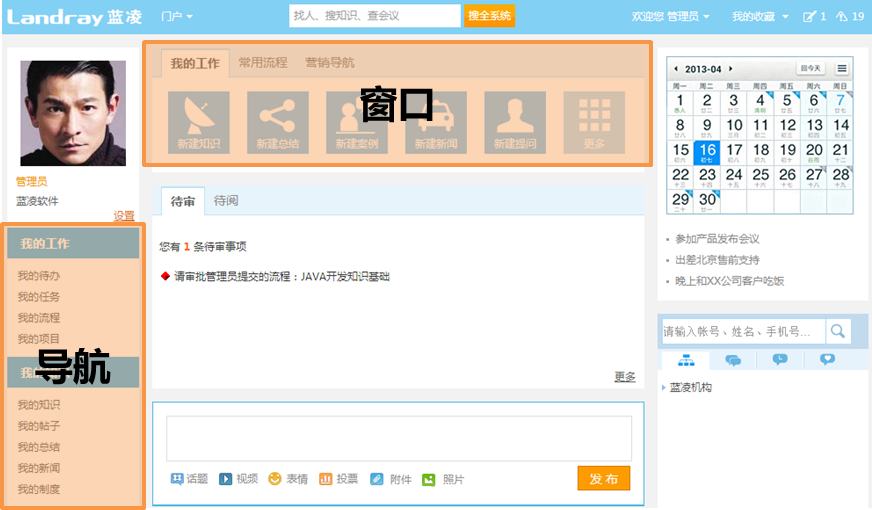 Landray 蓝凌 门户 找人、搜知识、查会议 搜全系统 欢迎您 管理员 我的收藏 1 19
管理员
蓝凌软件
设置
我的工作
我的待办
我的任务
我的流程
我的项目
导航
我的
我的知识
我的帖子
我的总结
我的新闻
我的制度
我的工作 常用流程 营销导航
窗口
新建知识 新建总结 新建案例 新建新闻 新建提问 更多
待审 待阅
您有 1 条待审事项
请审批管理员提交的流程：JAVA开发知识基础
更多
话题 视频 表情 投票 附件 照片 发布
2013-04 回今天
周一 周二 周三 周四 周五 周六 周日
1 2 3 4 5 6 7
愚人 廿二 廿三 清明 廿五 廿六 廿七
8 9 10 11 12 13 14
廿八 廿九 三十 初二 初三 初四 初五
15 16 17 18 19 20 21
初六 初七 初八 初九 初十 谷雨 十二
22 23 24 25 26 27 28
十三 十四 十五 十六 十七 十八 十九
29 30
二十 廿一
参加产品发布会议
出差北京售前支持
晚上和XX公司客户吃饭
请输入帐号、姓名、手机号...
蓝凌机构